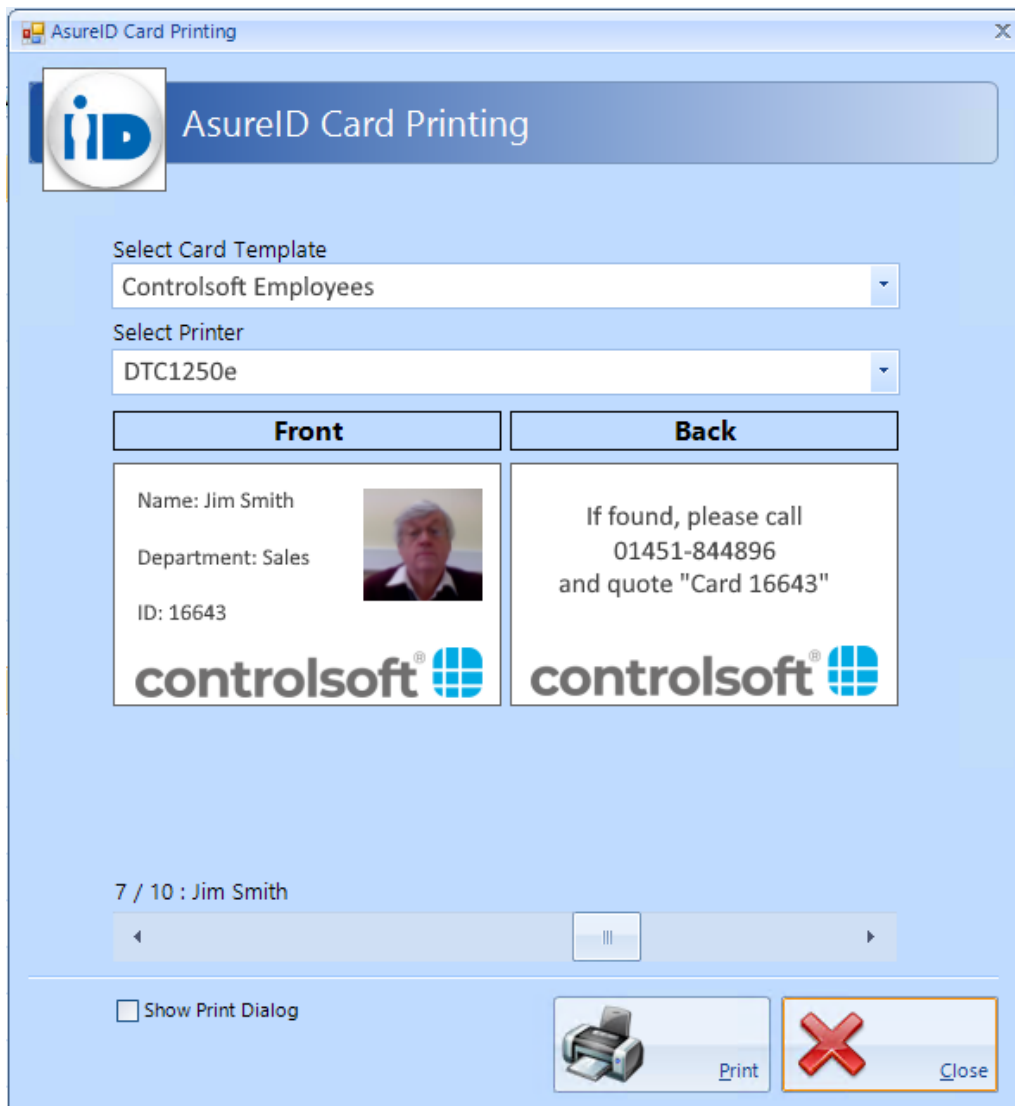 AsureID Card Printing
iD
AsureID Card Printing
Select Card Template
Controlsoft Employees
Select Printer
DTC1250e
Front
Back
Name: Jim Smith
Department: Sales
ID: 16643
controlsoft®
If found, please call
01451-844896
and quote "Card 16643"
controlsoft®
7 / 10 : Jim Smith
Show Print Dialog
Print
Close